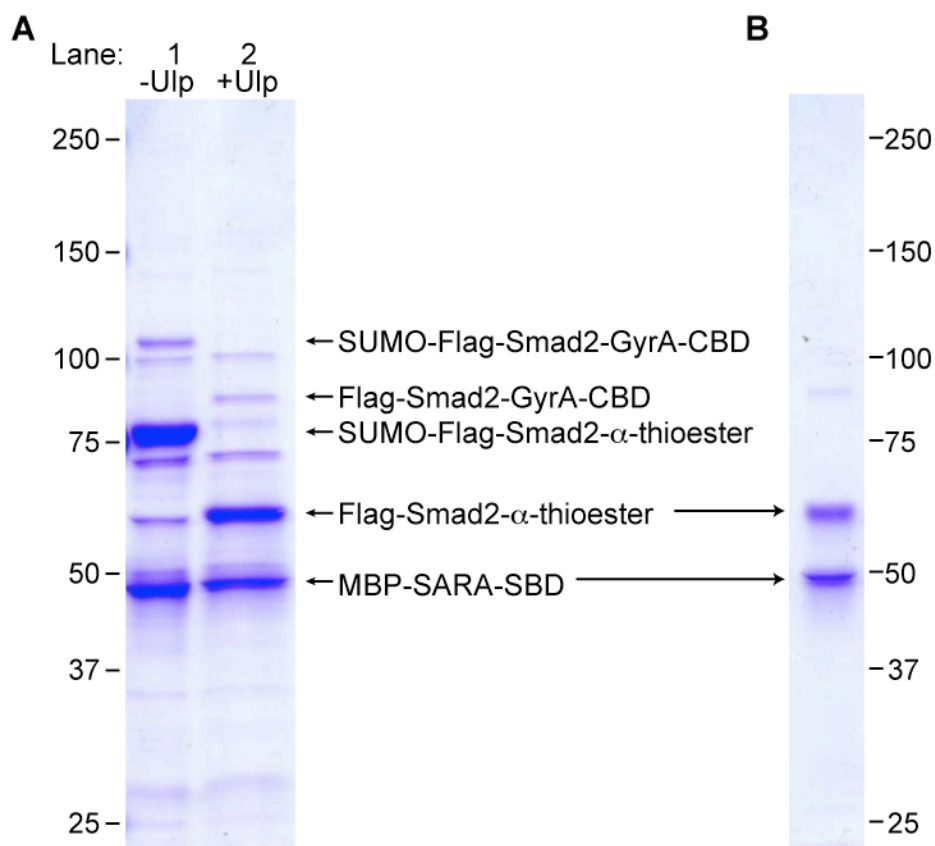 A
B
Lane: 1 2
-Ulp +Ulp
250
150
100
75
50
37
25
SUMO-Flag-Smad2-GyrA-CBD
Flag-Smad2-GyrA-CBD
SUMO-Flag-Smad2-α-thioester
Flag-Smad2-α-thioester
MBP-SARA-SBD
250
150
100
75
50
37
25